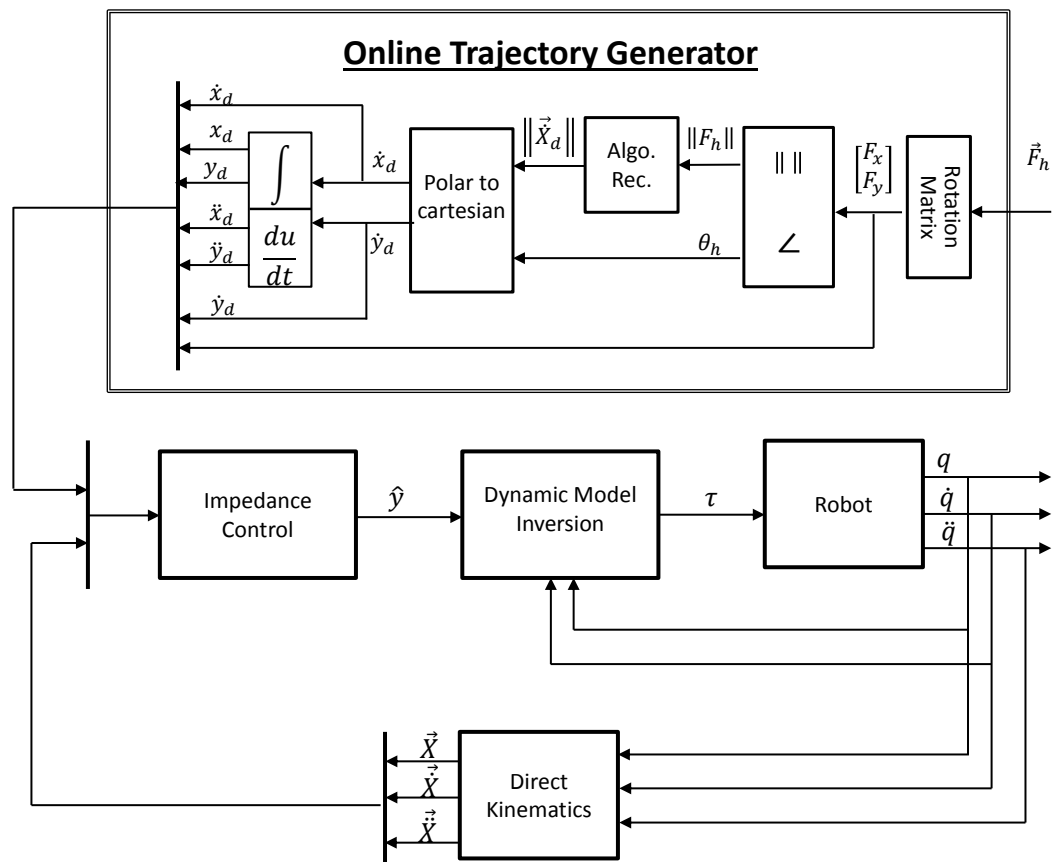 Online Trajectory Generator
ẋ_d
x_d
y_d
ẍ_d
ÿ_d
ẏ_d
∫
du
dt
ẋ_d
ẏ_d
Polar to
cartesian
‖Ẋ⃗_d‖
Algo.
Rec.
‖F_h‖
θ_h
‖ ‖
∠
[F_x
F_y]
Rotation
Matrix
F⃗_h
Impedance
Control
ŷ
Dynamic Model
Inversion
τ
Robot
q
q̇
q̈
X⃗
Ẋ⃗
Ẍ⃗
Direct
Kinematics